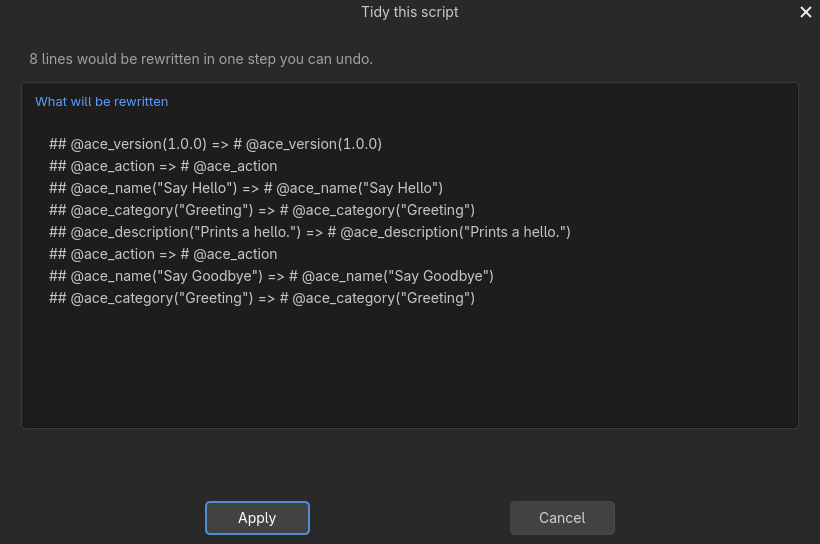 Tidy this script
8 lines would be rewritten in one step you can undo.
What will be rewritten
## @ace_version(1.0.0) => # @ace_version(1.0.0)
## @ace_action => # @ace_action
## @ace_name("Say Hello") => # @ace_name("Say Hello")
## @ace_category("Greeting") => # @ace_category("Greeting")
## @ace_description("Prints a hello.") => # @ace_description("Prints a hello.")
## @ace_action => # @ace_action
## @ace_name("Say Goodbye") => # @ace_name("Say Goodbye")
## @ace_category("Greeting") => # @ace_category("Greeting")
Apply
Cancel